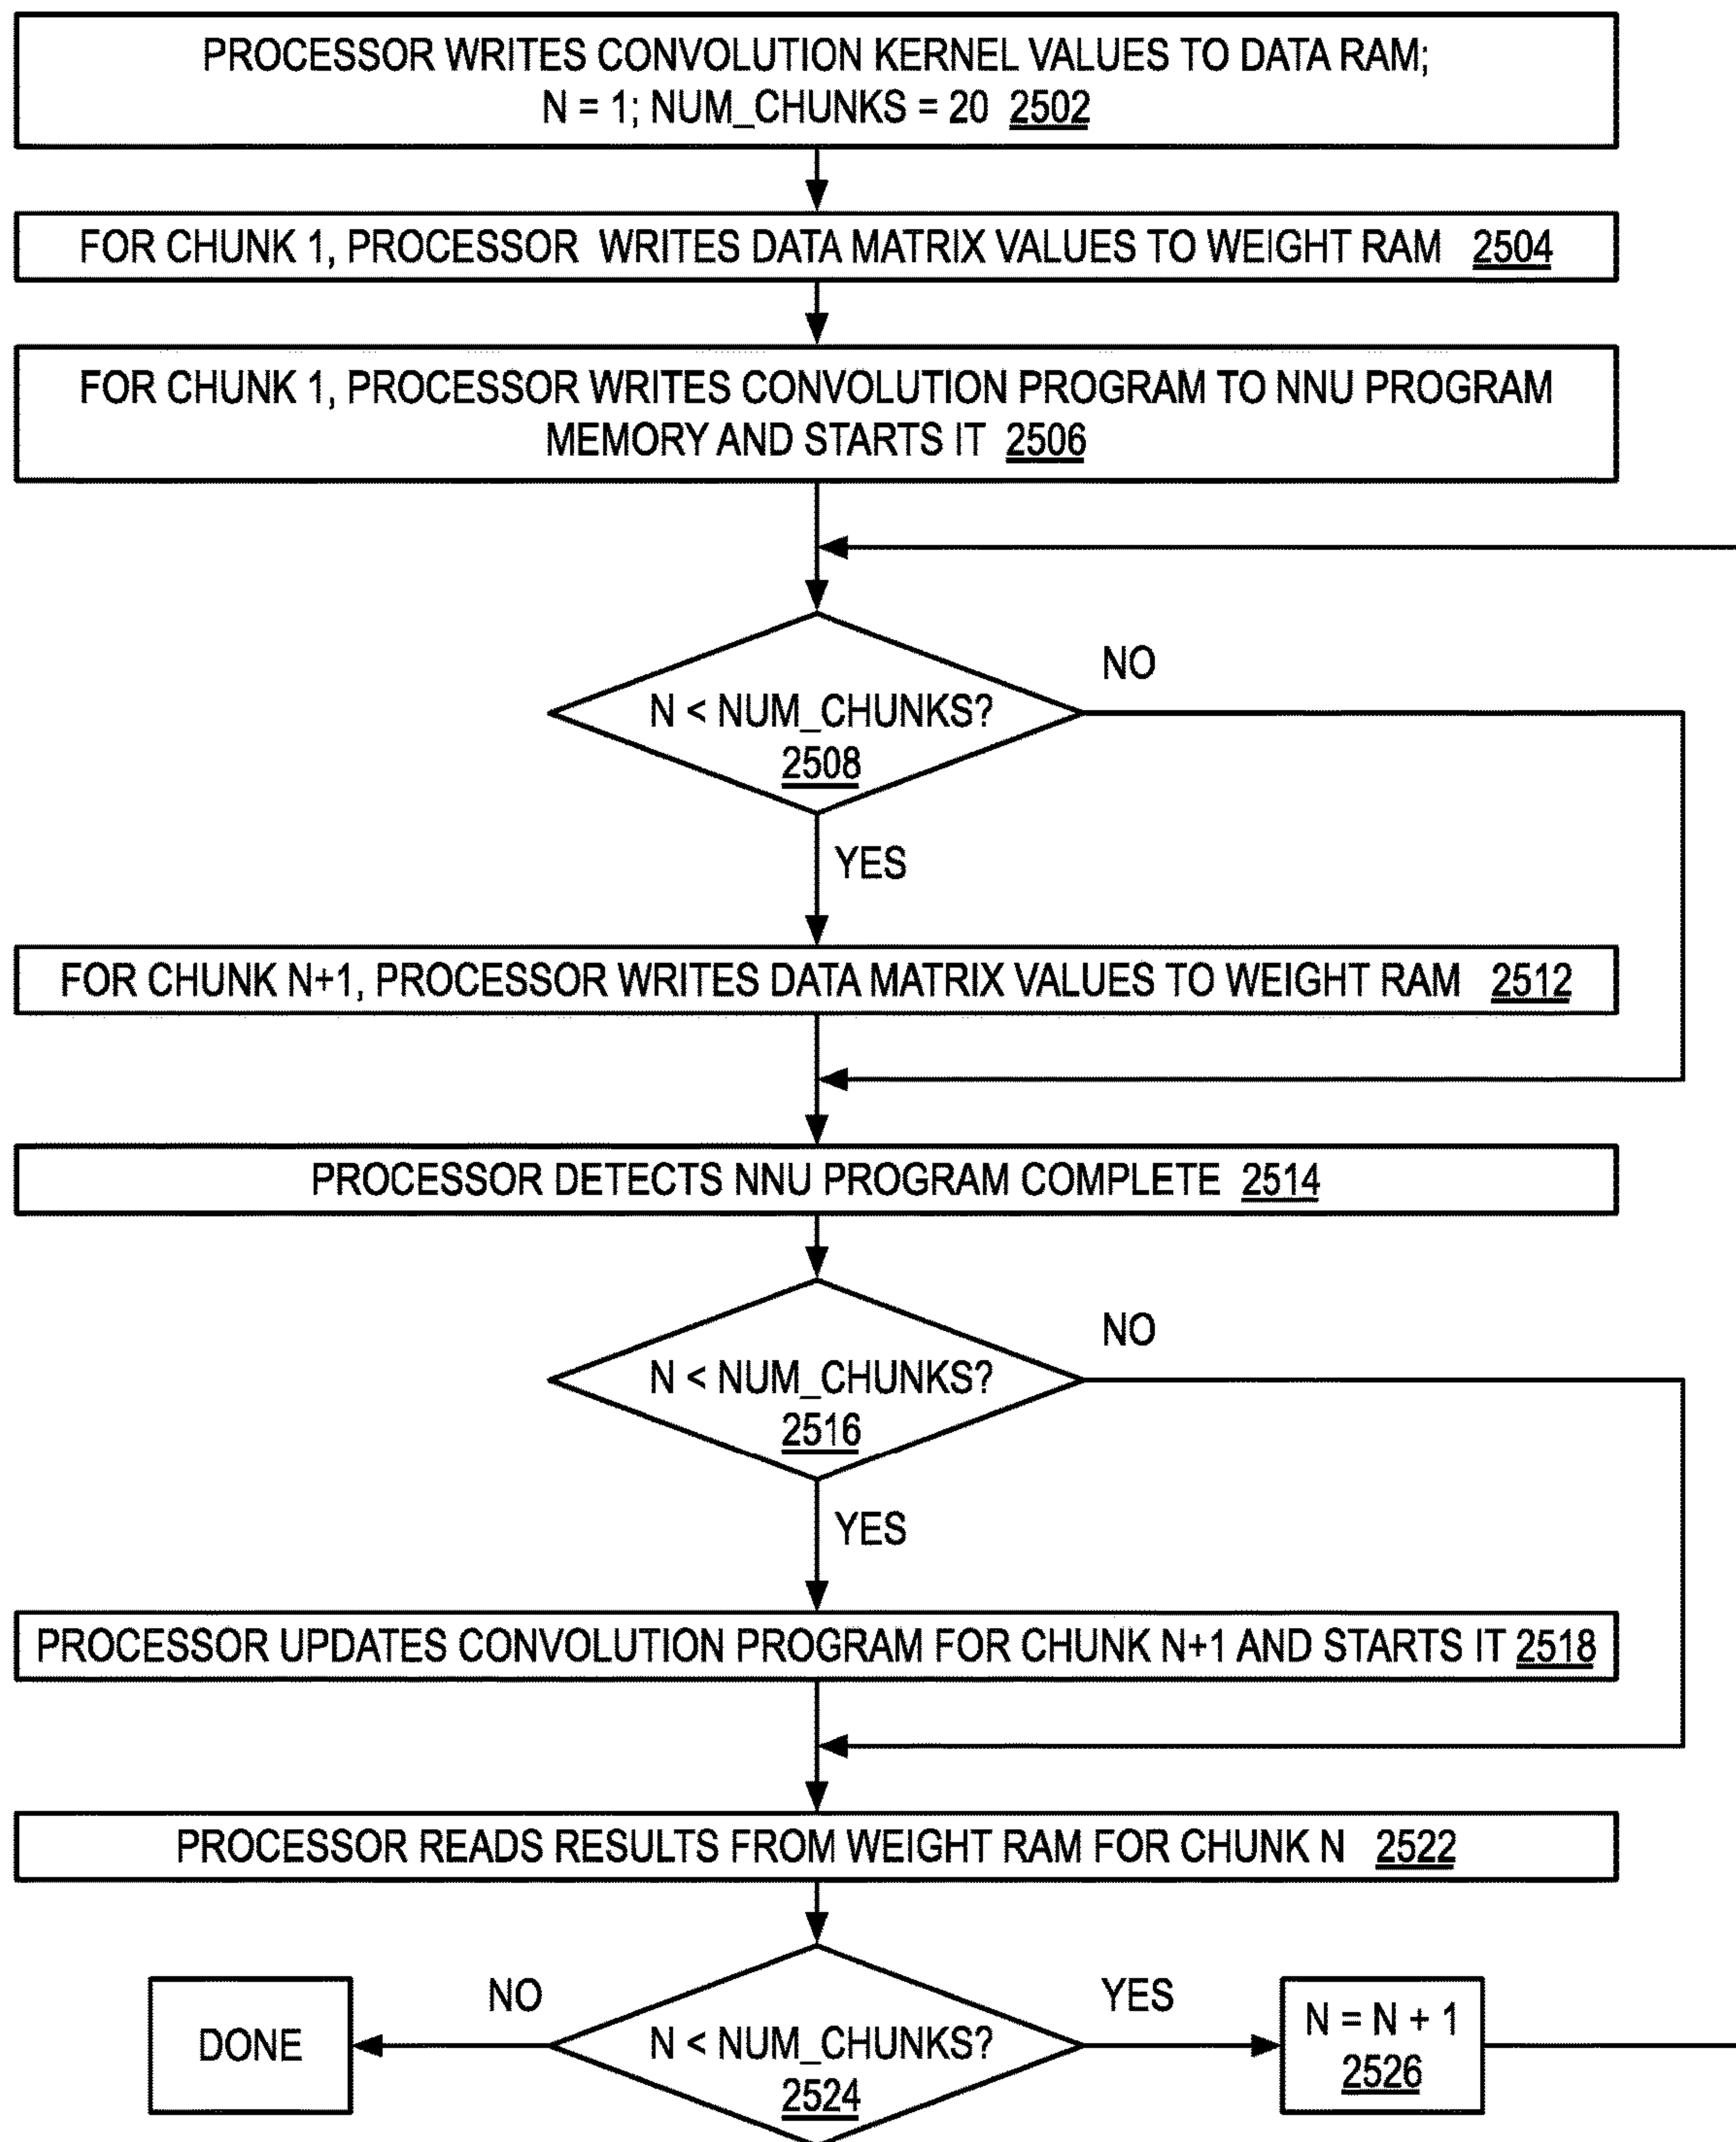 PROCESSOR WRITES CONVOLUTION KERNEL VALUES TO DATA RAM;
N = 1; NUM_CHUNKS = 20 2502
FOR CHUNK 1, PROCESSOR WRITES DATA MATRIX VALUES TO WEIGHT RAM 2504
FOR CHUNK 1, PROCESSOR WRITES CONVOLUTION PROGRAM TO NNU PROGRAM
MEMORY AND STARTS IT 2506
NO
N < NUM_CHUNKS?
2508
YES
FOR CHUNK N+1, PROCESSOR WRITES DATA MATRIX VALUES TO WEIGHT RAM 2512
PROCESSOR DETECTS NNU PROGRAM COMPLETE 2514
NO
N < NUM_CHUNKS?
2516
YES
PROCESSOR UPDATES CONVOLUTION PROGRAM FOR CHUNK N+1 AND STARTS IT 2518
PROCESSOR READS RESULTS FROM WEIGHT RAM FOR CHUNK N 2522
NO
YES
DONE
N < NUM_CHUNKS?
2524
N = N + 1
2526